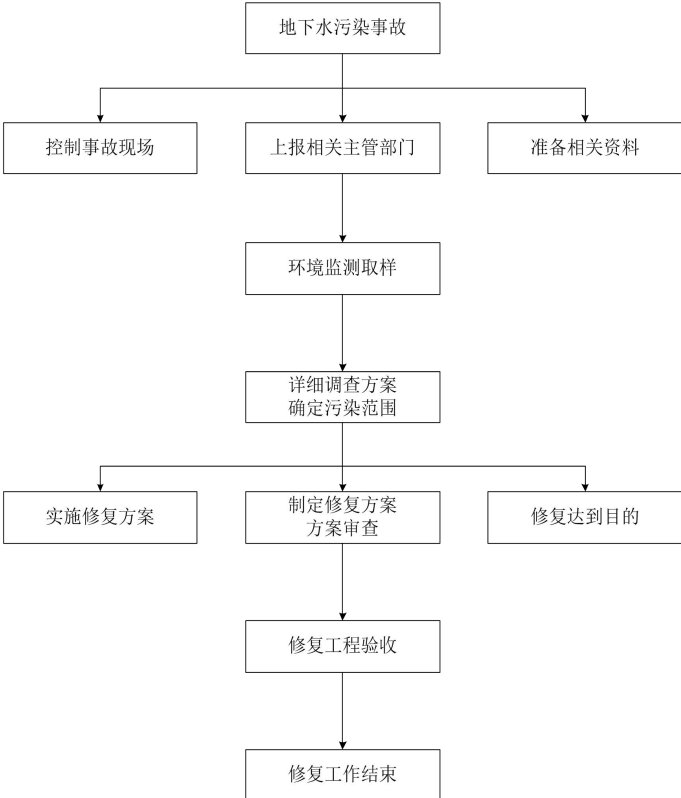 地下水污染事故
控制事故现场
上报相关主管部门
准备相关资料
环境监测取样
详细调查方案
确定污染范围
实施修复方案
制定修复方案
方案审查
修复达到目的
修复工程验收
修复工作结束